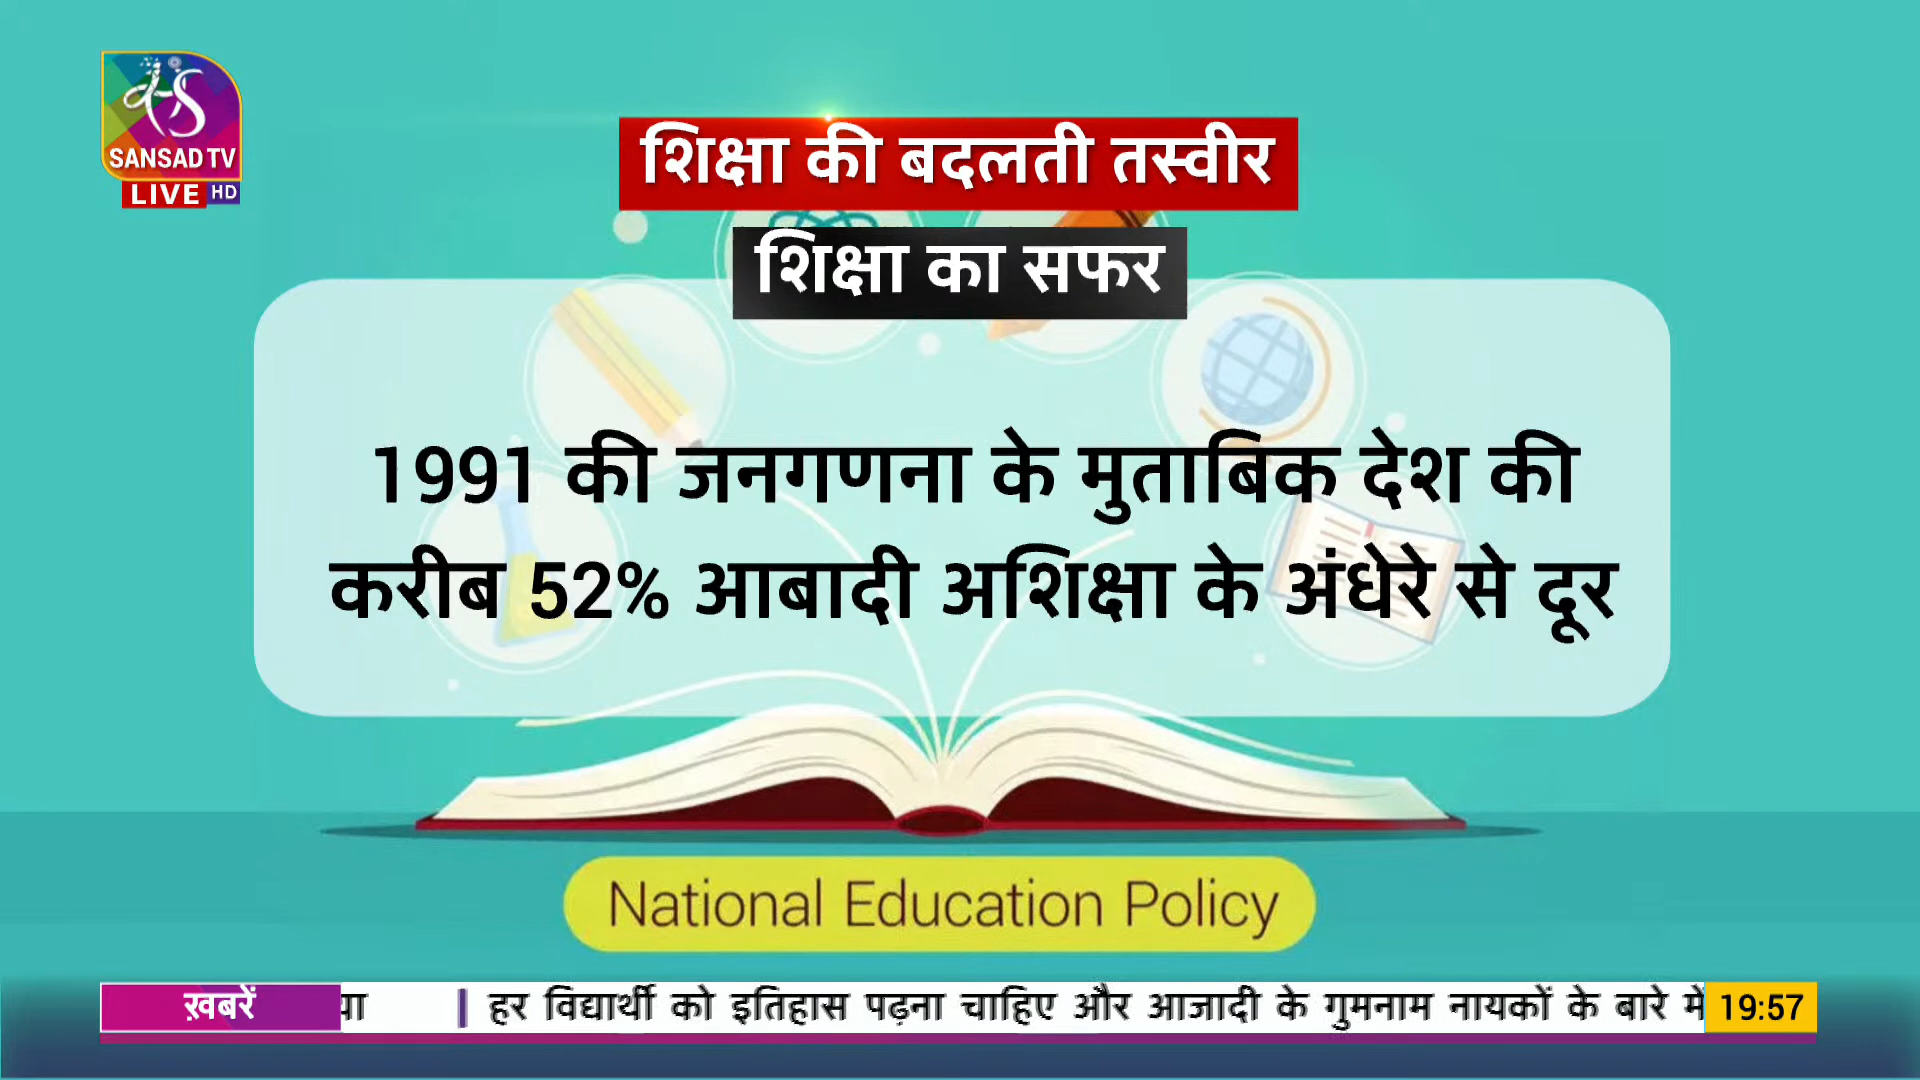 SANSAD TV
LIVE HD
शिक्षा की बदलती तस्वीर
शिक्षा का सफर
1991 की जनगणना के मुताबिक देश की
करीब 52% आबादी अशिक्षा के अंधेरे से दूर
National Education Policy
ख़बरें
या | हर विद्यार्थी को इतिहास पढ़ना चाहिए और आजादी के गुमनाम नायकों के बारे में
19:57